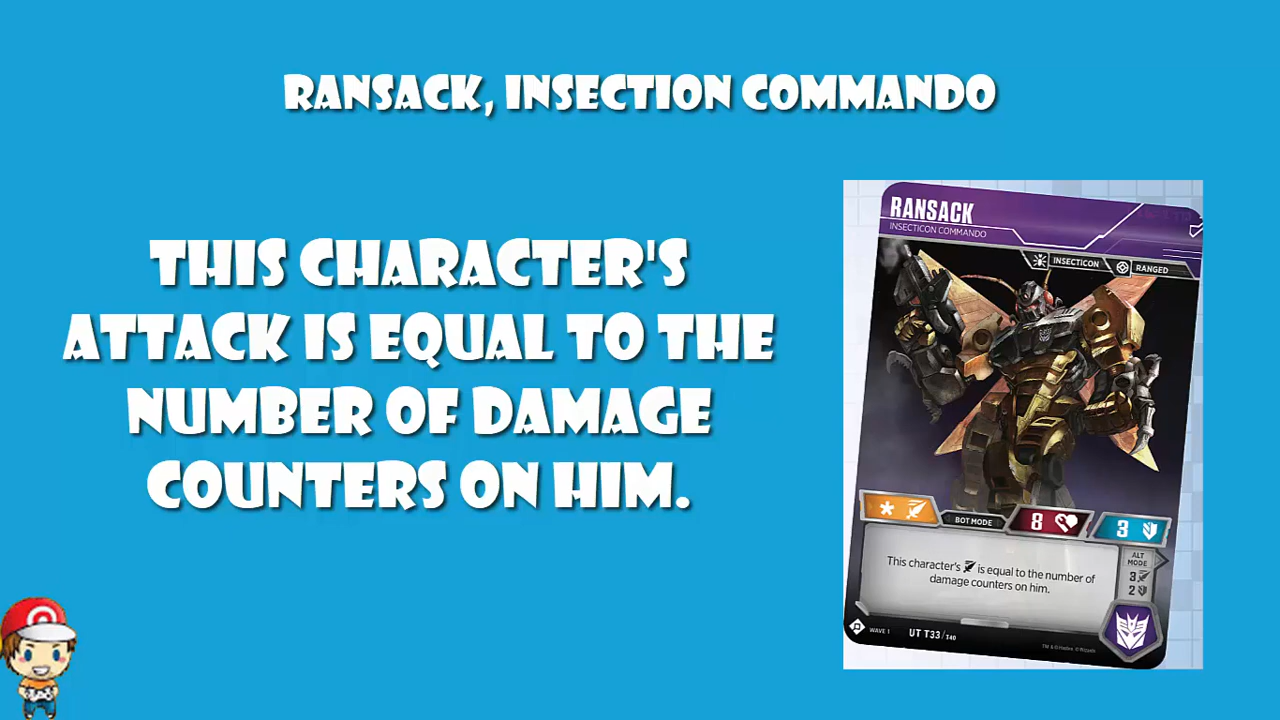 RANSACK, INSECTION COMMANDO
THIS CHARACTER'S
ATTACK IS EQUAL TO THE
NUMBER OF DAMAGE
COUNTERS ON HIM.
RANSACK
INSECTICON COMMANDO
INSECTICON RANGED
* BOT MODE 8 3
This character's is equal to the number of
damage counters on him.
ALT
MODE
3
2
WAVE 1 UT T33/T40